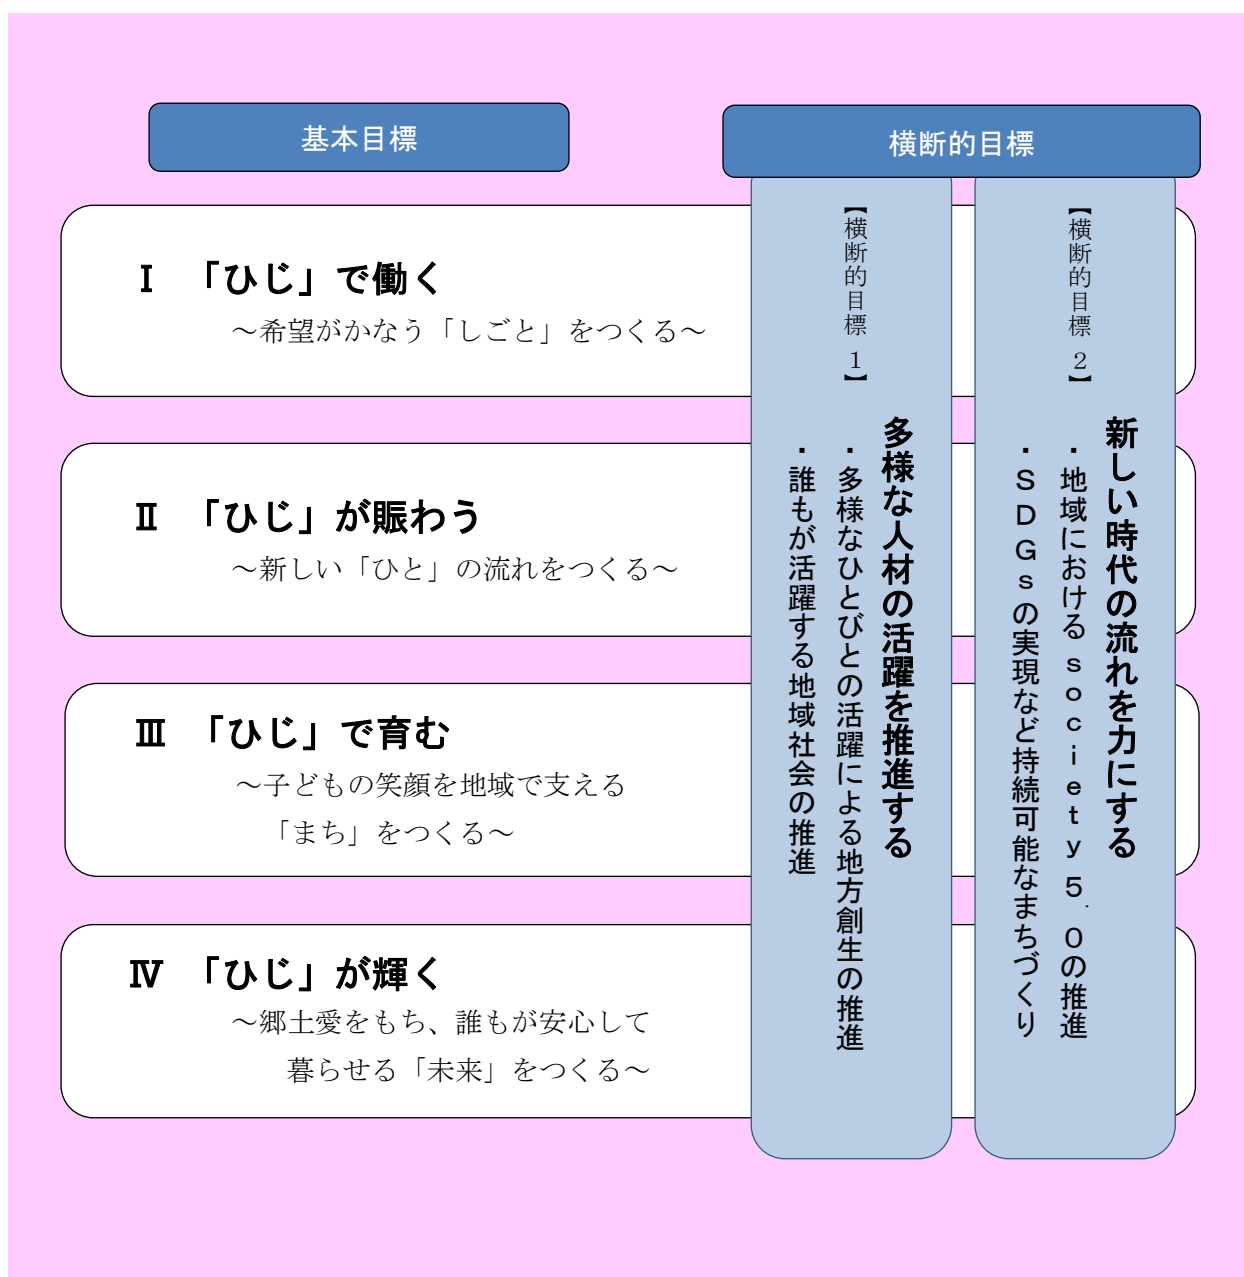 基本目標
横断的目標
Ⅰ 「ひじ」で働く
～希望がかなう「しごと」をつくる～
Ⅱ 「ひじ」が賑わう
～新しい「ひと」の流れをつくる～
Ⅲ 「ひじ」で育む
～子どもの笑顔を地域で支える
「まち」をつくる～
Ⅳ 「ひじ」が輝く
～郷土愛をもち、誰もが安心して
暮らせる「未来」をつくる～
【横断的目標 １】
多様な人材の活躍を推進する
・多様なひとびとの活躍による地方創生の推進
・誰もが活躍する地域社会の推進
【横断的目標 ２】
新しい時代の流れを力にする
・地域におけるｓｏｃｉｅｔｙ５．０の推進
・ＳＤＧｓの実現など持続可能なまちづくり